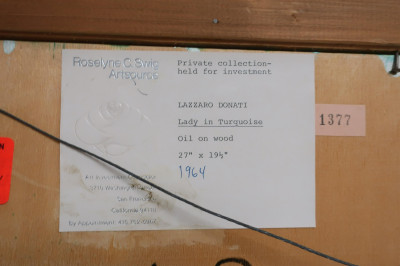 Roselyne C Swig
Artsource
Private collection-
held for investment
LAZZARO DONATI
Lady in Turquoise
Oil on wood
27" x 19½"
1964
1377
San Francisco
California
By Appointment